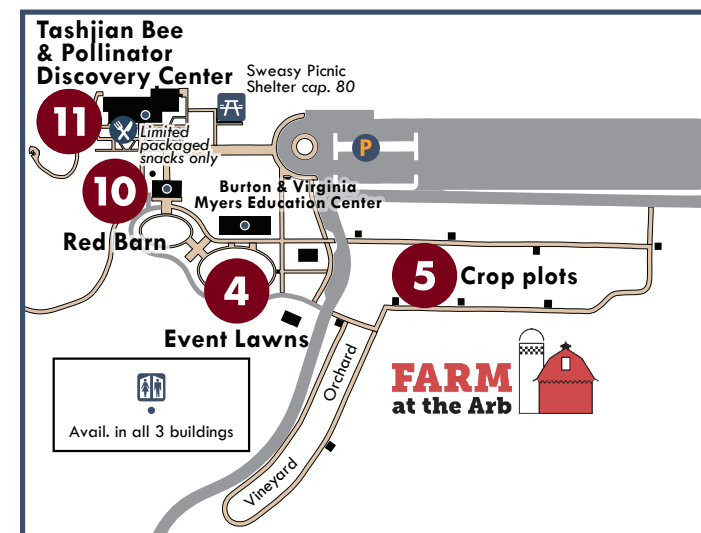 Tashjian Bee
& Pollinator
Discovery Center
Sweasy Picnic
Shelter cap. 80
11
Limited
packaged
snacks only
P
10
Burton & Virginia
Myers Education Center
Red Barn
4
Event Lawns
5
Crop plots
FARM
at the Arb
Orchard
Vineyard
Avail. in all 3 buildings